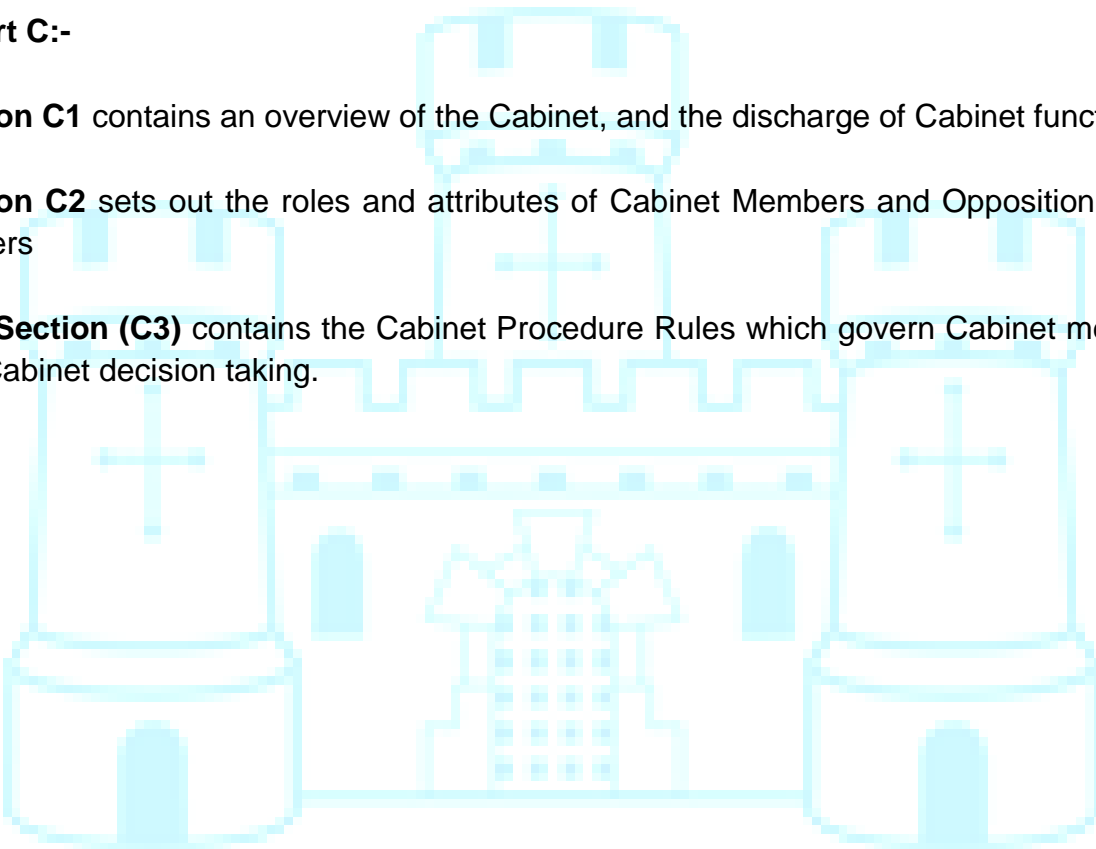 rt C:-
on C1 contains an overview of the Cabinet, and the discharge of Cabinet func
on C2 sets out the roles and attributes of Cabinet Members and Opposition
ers
Section (C3) contains the Cabinet Procedure Rules which govern Cabinet me
Cabinet decision taking.